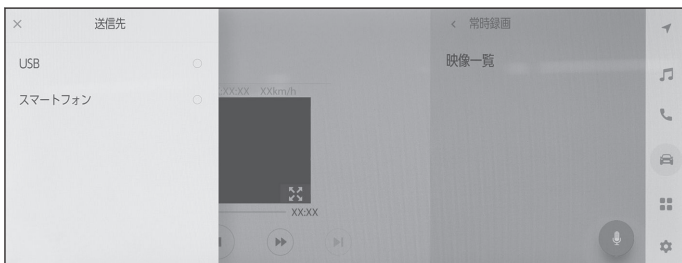 × 送信先
USB
スマートフォン
XX:XX XXkm/h
XX:XX
< 常時録画
映像一覧